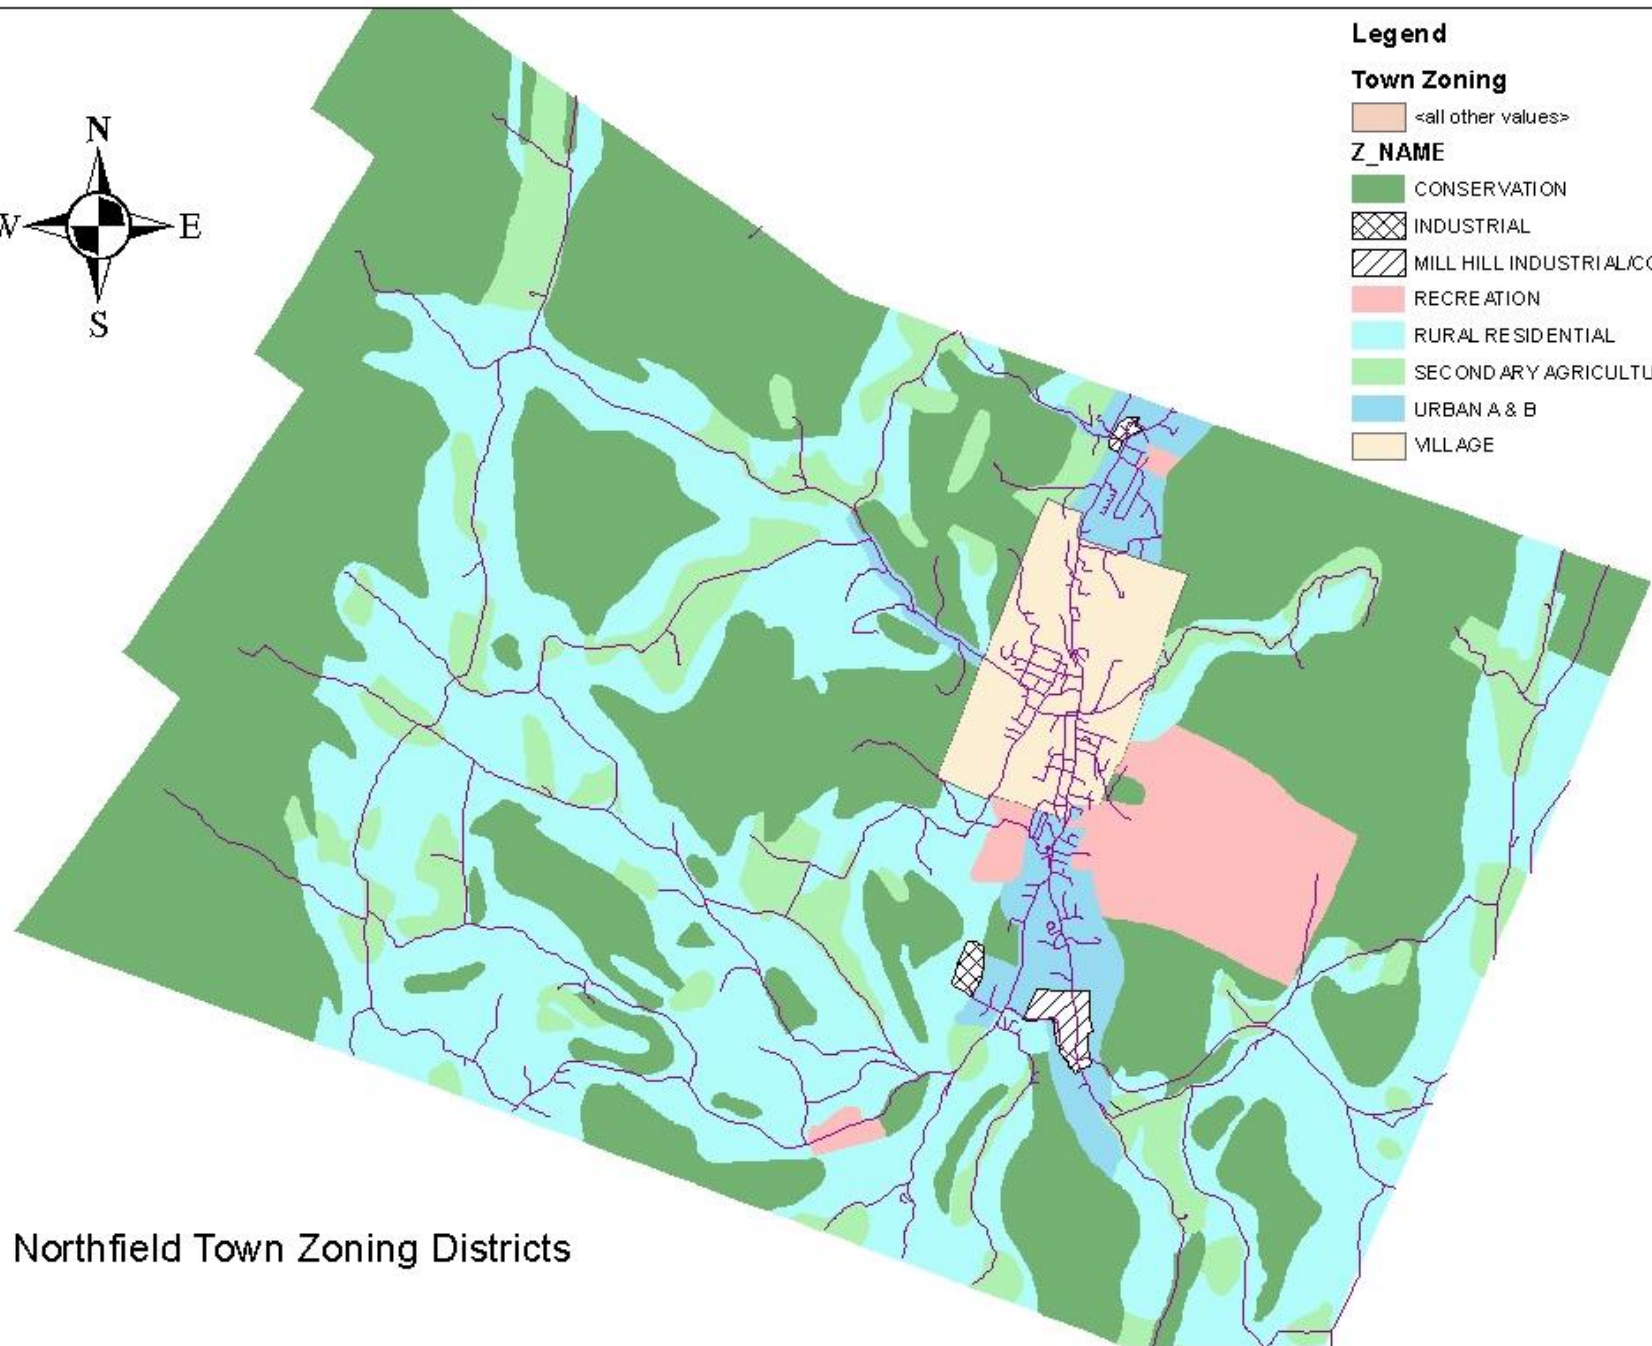 Legend
Town Zoning
<all other values>
Z_NAME
CONSERVATION
INDUSTRIAL
MILL HILL INDUSTRIAL/CO
RECREATION
RURAL RESIDENTIAL
SECONDARY AGRICULTU
URBAN A & B
VILLAGE
N
W
E
S
Northfield Town Zoning Districts